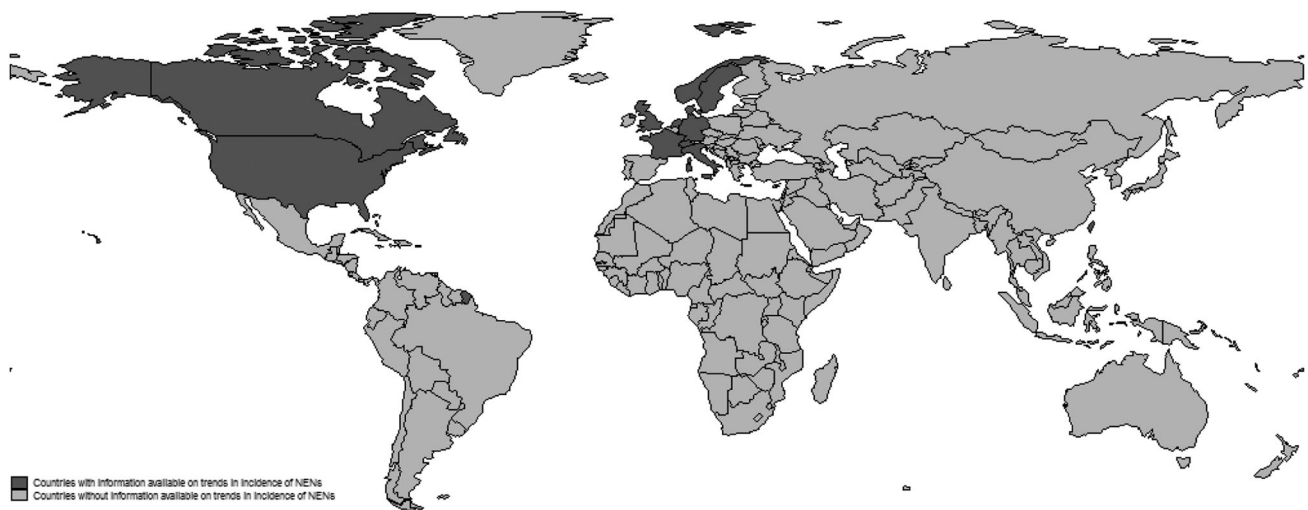 Countries with information available on trends in incidence of NENs
Countries without information available on trends in incidence of NENs